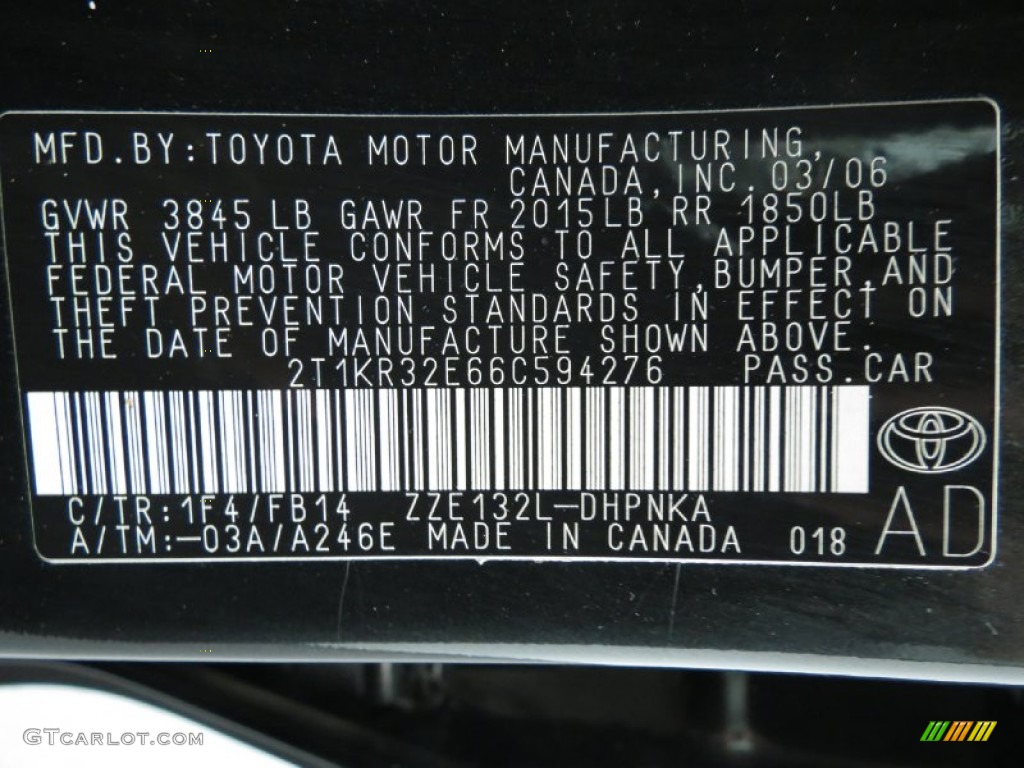 MFD.BY:TOYOTA MOTOR MANUFACTURING,
CANADA,INC. 03/06
GVWR 3845 LB GAWR FR 2015LB RR 1850LB
THIS VEHICLE CONFORMS TO ALL APPLICABLE
FEDERAL MOTOR VEHICLE SAFETY,BUMPER,AND
THEFT PREVENTION STANDARDS IN EFFECT ON
THE DATE OF MANUFACTURE SHOWN ABOVE.
2T1KR32E66C594276 PASS.CAR
C/TR:1F4/FB14 ZZE132L-DHPNKA
A/TM:-03A/A246E MADE IN CANADA 018 AD
GTCarLot.com